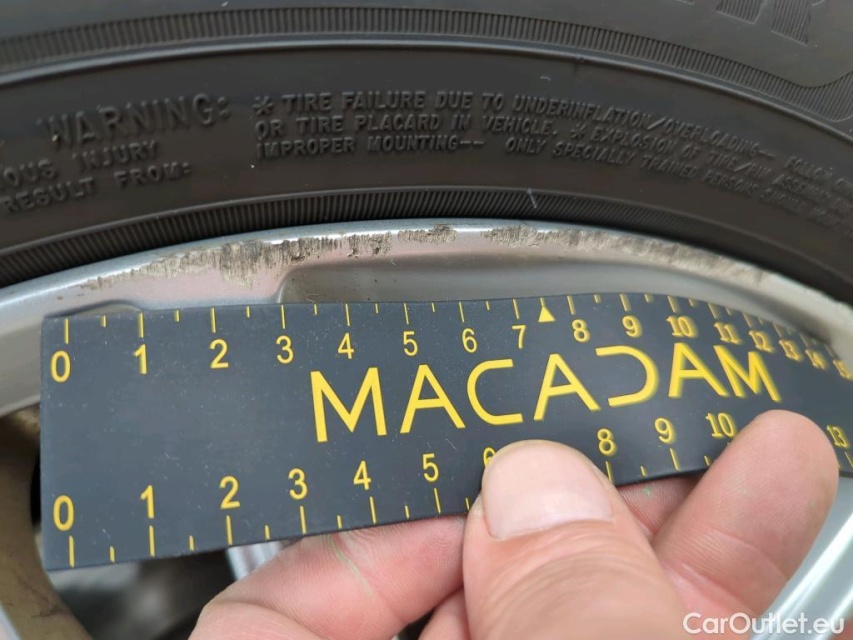 WARNING: * TIRE FAILURE DUE TO UNDERINFLATION/OVERLOADING--
OUS INJURY OR TIRE PLACARD IN VEHICLE. * EXPLOSION OF TIRE/RIM
RESULT FROM: IMPROPER MOUNTING-- ONLY SPECIALLY TRAINED PERSONS
0 1 2 3 4 5 6 7 8 9 10 11 12 13 14 15
MACADAM
0 1 2 3 4 5 8 9 10 13
CarOutlet.eu